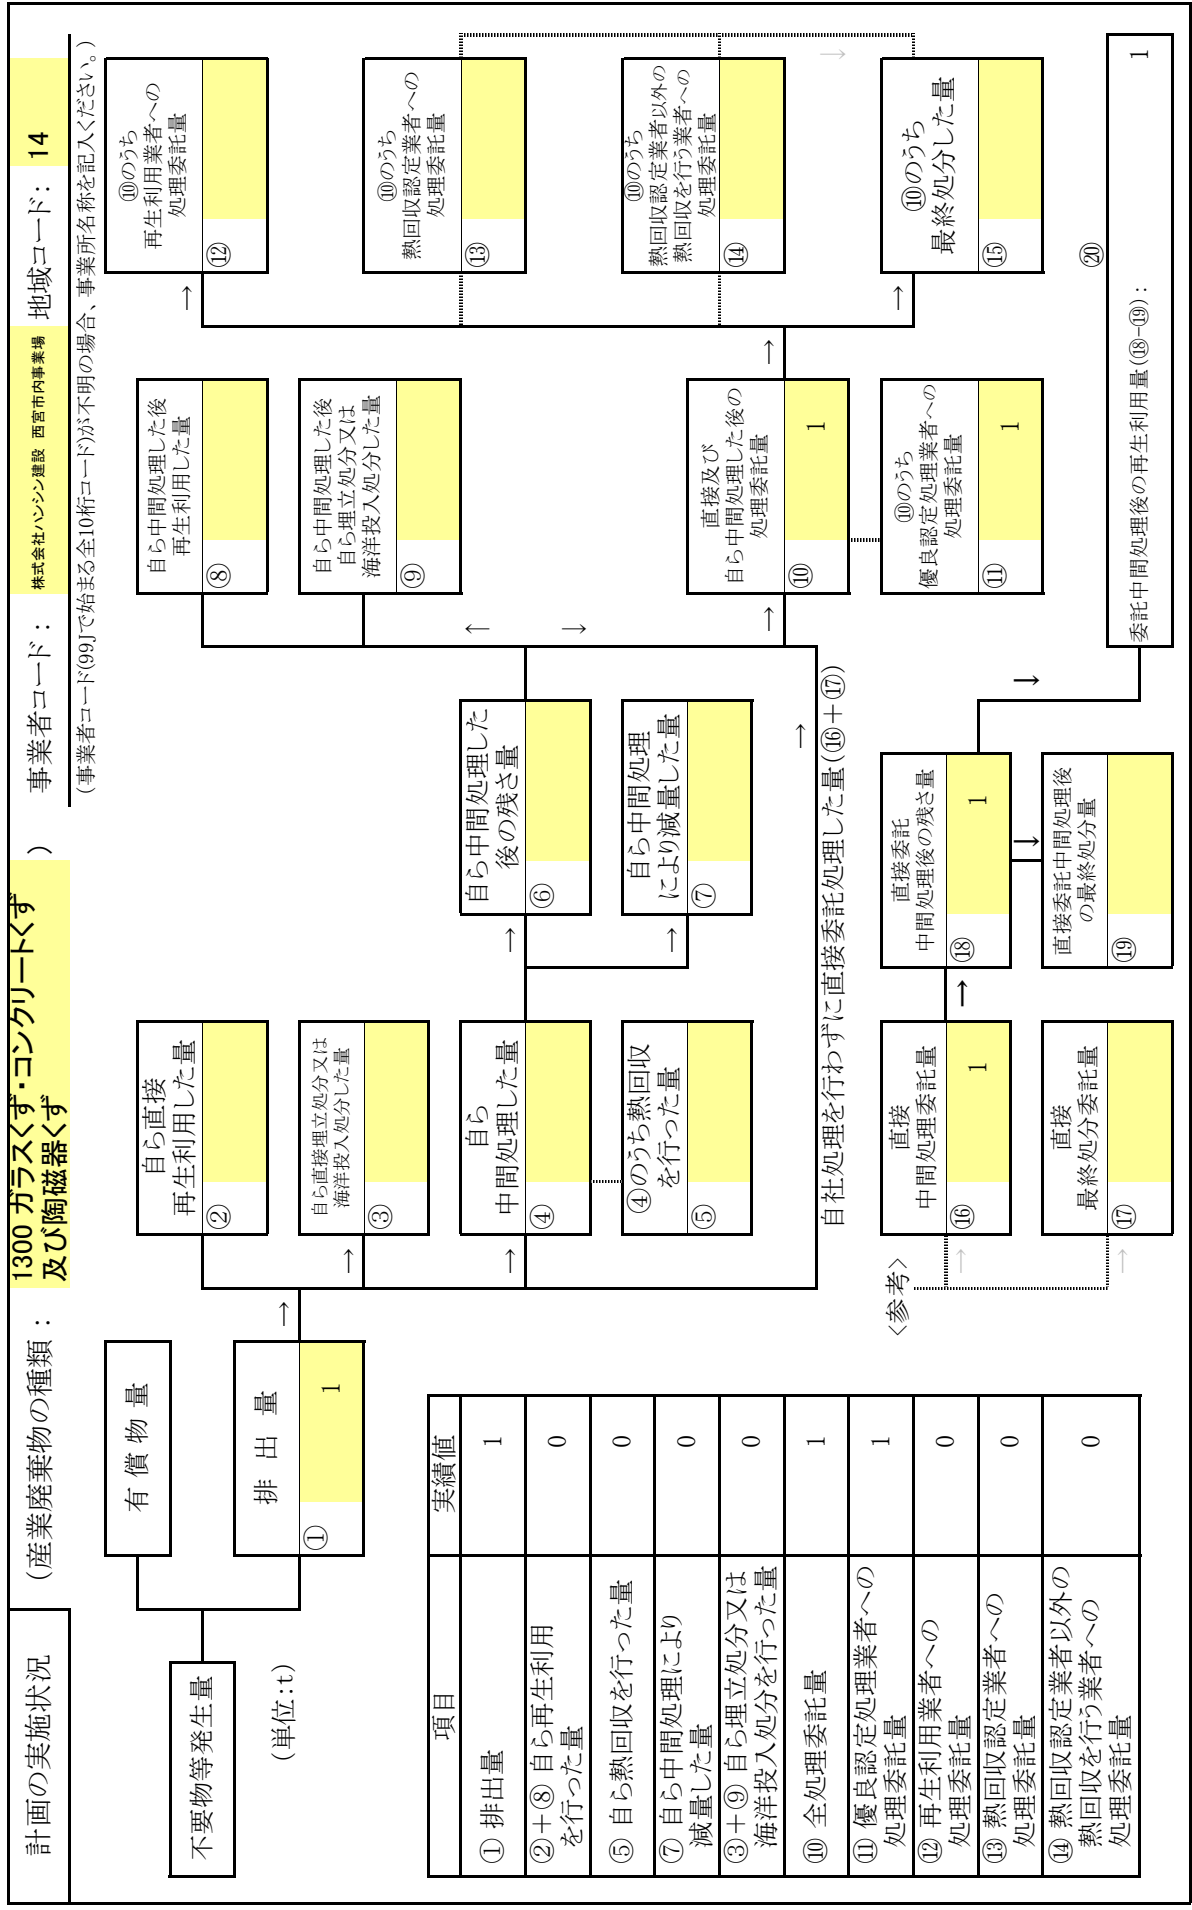 計画の実施状況
(産業廃棄物の種類：
1300 ガラスくず・コンクリートくず
及び陶磁器くず
)
事業者コード：
株式会社ハンシン建設 西宮市内事業場
地域コード：
14
(事業者コード(99Jで始まる全10桁コード)が不明の場合、事業所名称を記入ください。)
不要物等発生量
(単位:t)
有 償 物 量
排 出 量
①
1
→
自ら直接
再生利用した量
②
→
自ら直接埋立処分又は
海洋投入処分した量
③
→
自ら
中間処理した量
④
④のうち熱回収
を行った量
⑤
→
自ら中間処理した
後の残さ量
⑥
→
自ら中間処理
により減量した量
⑦
自ら中間処理した後
再生利用した量
⑧
自ら中間処理した後
自ら埋立処分又は
海洋投入処分した量
⑨
←
→
→
自社処理を行わずに直接委託処理した量(⑯＋⑰)
→
直接及び
自ら中間処理した後の
処理委託量
⑩
1
⑩のうち
優良認定処理業者への
処理委託量
⑪
1
→
→
⑩のうち
再生利用業者への
処理委託量
⑫
⑩のうち
熱回収認定業者への
処理委託量
⑬
⑩のうち
熱回収認定業者以外の
熱回収を行う業者への
処理委託量
⑭
→
→
⑩のうち
最終処分した量
⑮
<参考>
→
直接
中間処理委託量
⑯
1
→
直接
最終処分委託量
⑰
→
直接委託
中間処理後の残さ量
⑱
1
→
直接委託中間処理後
の最終処分量
⑲
→
⑳
委託中間処理後の再生利用量(⑱-⑲)：
1
項目
実績値
① 排出量
1
②＋⑧ 自ら再生利用
を行った量
0
⑤ 自ら熱回収を行った量
0
⑦ 自ら中間処理により
減量した量
0
③＋⑨ 自ら埋立処分又は
海洋投入処分を行った量
0
⑩ 全処理委託量
1
⑪ 優良認定処理業者への
処理委託量
1
⑫ 再生利用業者への
処理委託量
0
⑬ 熱回収認定業者への
処理委託量
0
⑭ 熱回収認定業者以外の
熱回収を行う業者への
処理委託量
0